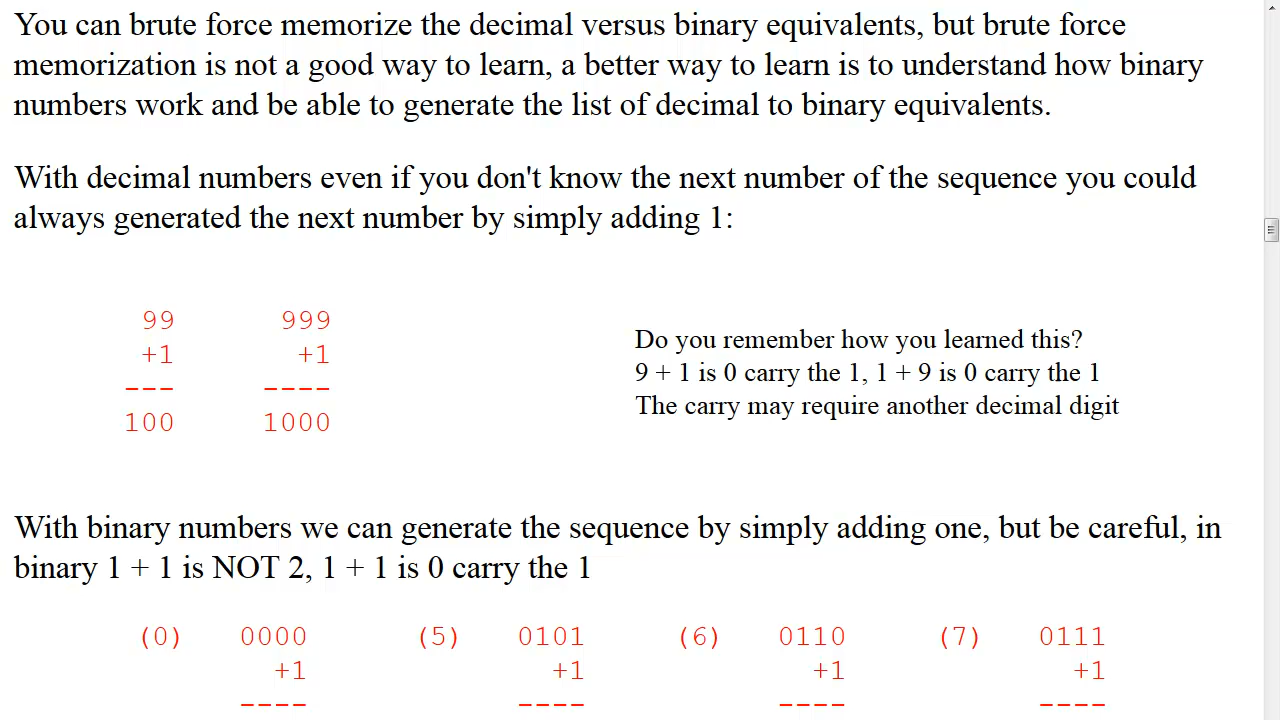 You can brute force memorize the decimal versus binary equivalents, but brute force
memorization is not a good way to learn, a better way to learn is to understand how binary
numbers work and be able to generate the list of decimal to binary equivalents.
With decimal numbers even if you don't know the next number of the sequence you could
always generated the next number by simply adding 1:
99 999
+1 +1
--- ----
100 1000
Do you remember how you learned this?
9 + 1 is 0 carry the 1, 1 + 9 is 0 carry the 1
The carry may require another decimal digit
With binary numbers we can generate the sequence by simply adding one, but be careful, in
binary 1 + 1 is NOT 2, 1 + 1 is 0 carry the 1
(0) 0000 (5) 0101 (6) 0110 (7) 0111
+1 +1 +1 +1
---- ---- ---- ----